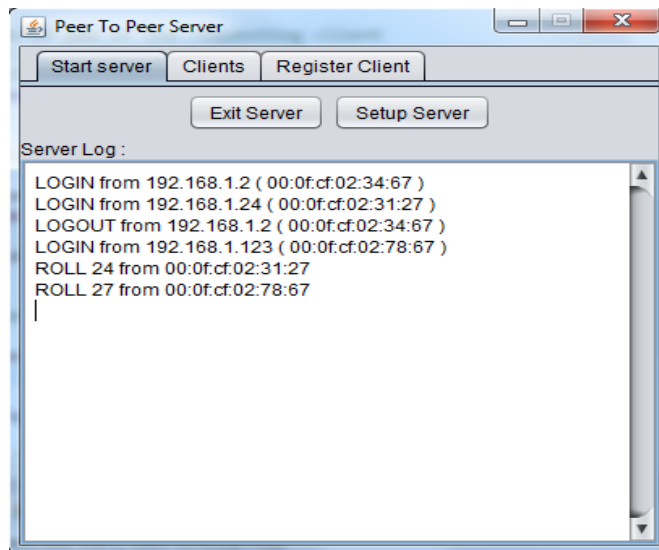 Peer To Peer Server
Start server Clients Register Client
Exit Server Setup Server
Server Log :
LOGIN from 192.168.1.2 ( 00:0f:cf:02:34:67 )
LOGIN from 192.168.1.24 ( 00:0f:cf:02:31:27 )
LOGOUT from 192.168.1.2 ( 00:0f:cf:02:34:67 )
LOGIN from 192.168.1.123 ( 00:0f:cf:02:78:67 )
ROLL 24 from 00:0f:cf:02:31:27
ROLL 27 from 00:0f:cf:02:78:67